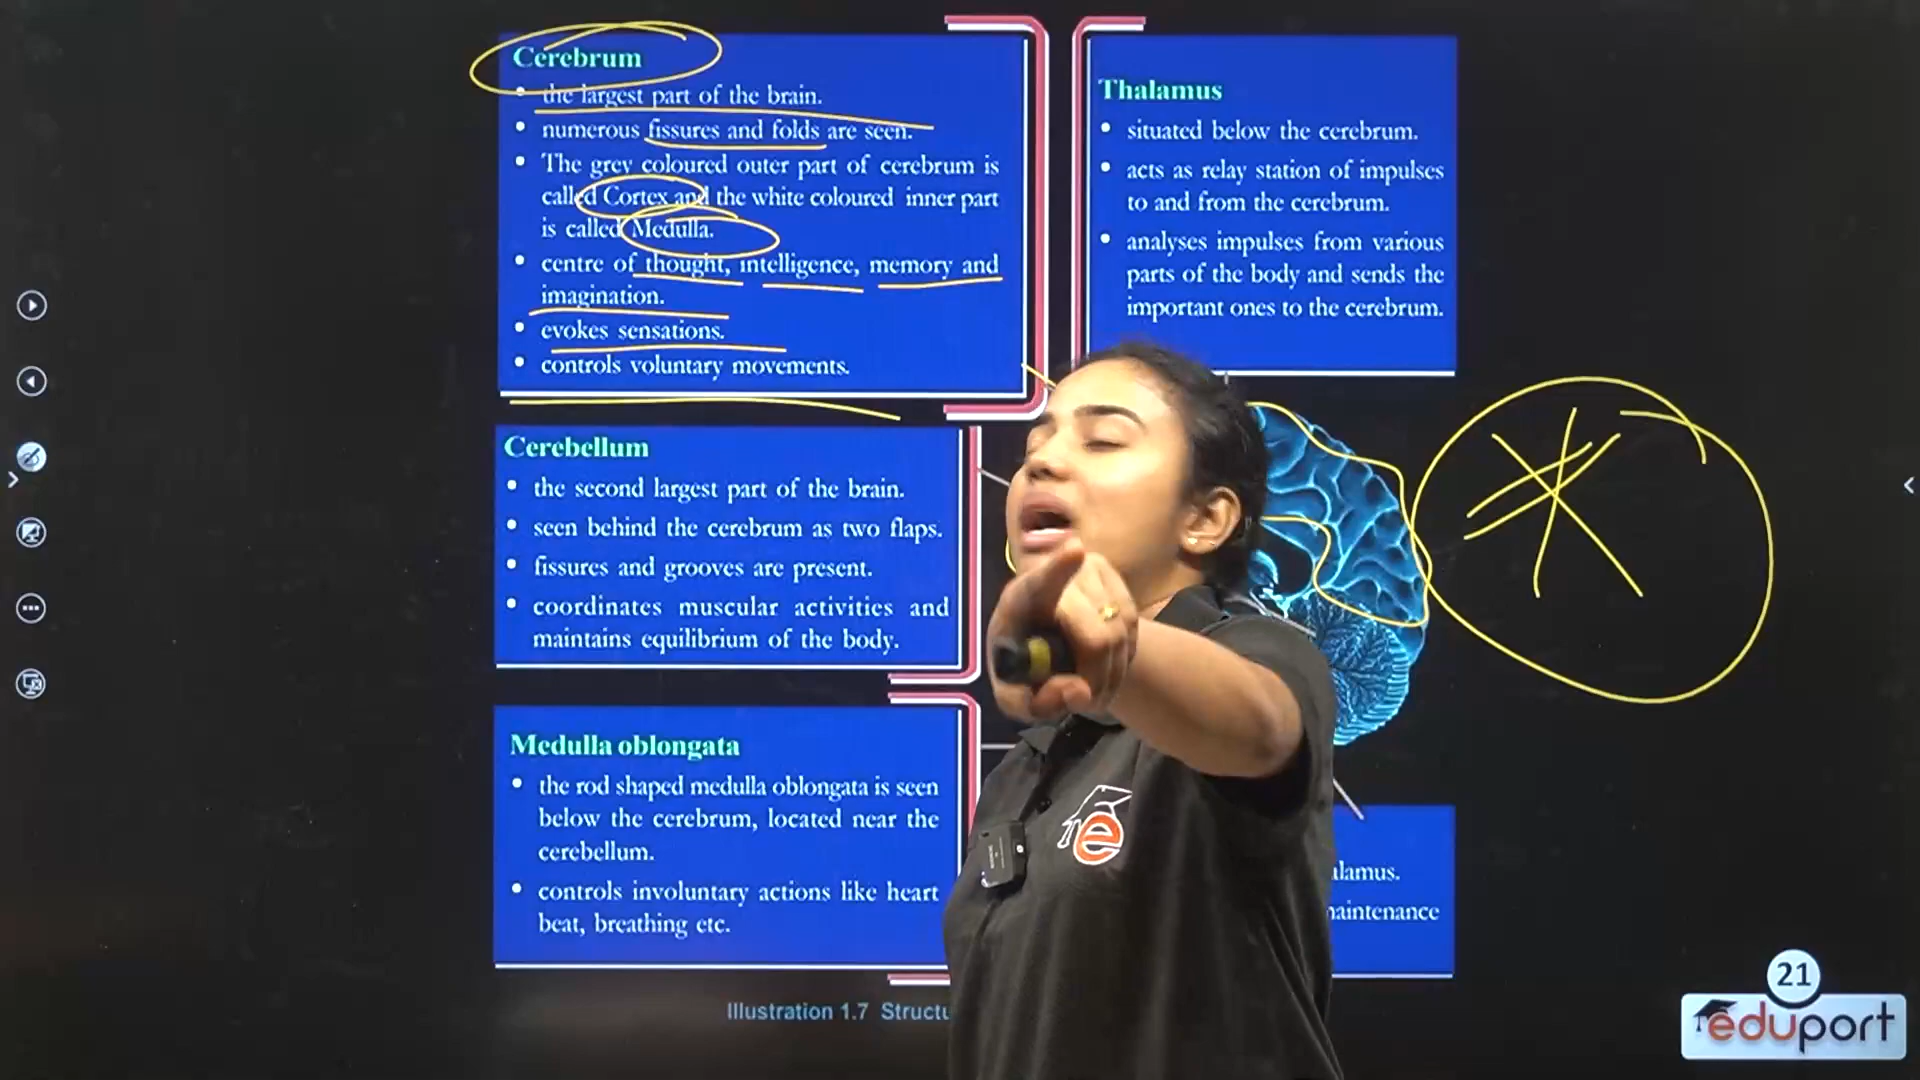 Cerebrum
• the largest part of the brain.
• numerous fissures and folds are seen.
• The grey coloured outer part of cerebrum is
called Cortex and the white coloured inner part
is called Medulla.
• centre of thought, intelligence, memory and
imagination.
• evokes sensations.
• controls voluntary movements.
Thalamus
• situated below the cerebrum.
• acts as relay station of impulses
to and from the cerebrum.
• analyses impulses from various
parts of the body and sends the
important ones to the cerebrum.
Cerebellum
• the second largest part of the brain.
• seen behind the cerebrum as two flaps.
• fissures and grooves are present.
• coordinates muscular activities and
maintains equilibrium of the body.
Medulla oblongata
• the rod shaped medulla oblongata is seen
below the cerebrum, located near the
cerebellum.
• controls involuntary actions like heart
beat, breathing etc.
alamus.
aintenance
Illustration 1.7 Structu
e
21
eduport